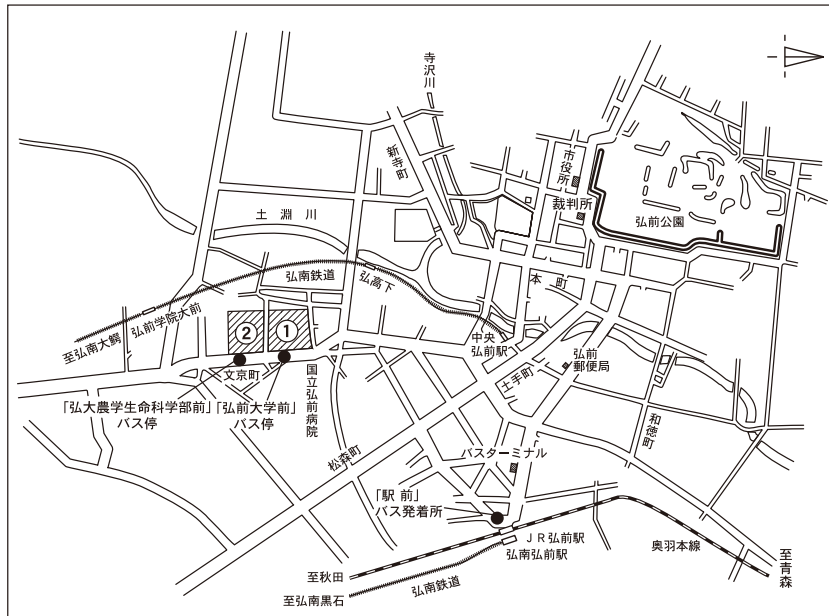 寺沢川
新寺町
市役所
裁判所
弘前公園
土淵川
弘南鉄道
弘高下
本町
弘前学院大前
至弘南大鰐
②
①
中央
弘前駅
弘前
郵便局
文京町
国立弘前病院
土手町
和徳町
「弘大農学生命科学部前」
バス停
「弘前大学前」
バス停
松森町
バスターミナル
「駅前」
バス発着所
JR弘前駅
弘南弘前駅
奥羽本線
至青森
至秋田
弘南鉄道
至弘南黒石